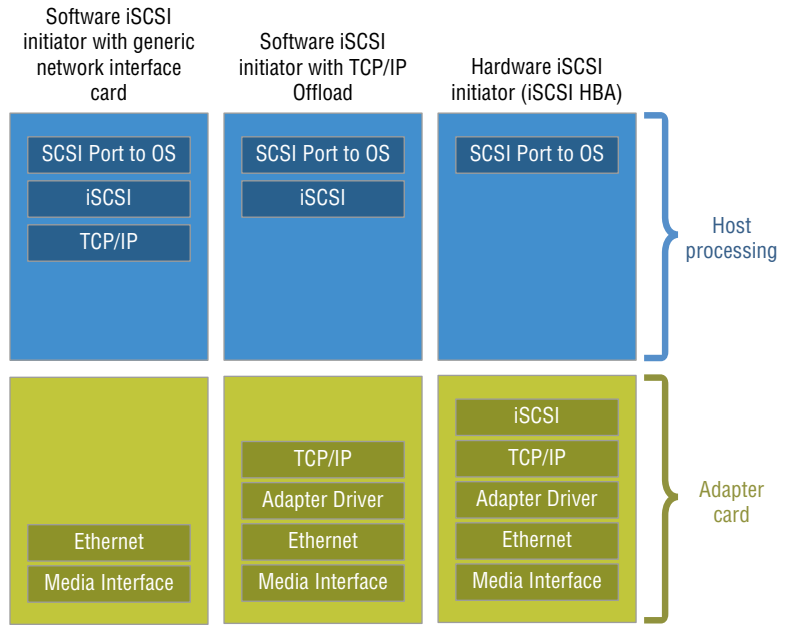 Software iSCSI
initiator with generic
network interface
card
Software iSCSI
initiator with TCP/IP
Offload
Hardware iSCSI
initiator (iSCSI HBA)
SCSI Port to OS
iSCSI
TCP/IP
SCSI Port to OS
iSCSI
SCSI Port to OS
Host
processing
Ethernet
Media Interface
TCP/IP
Adapter Driver
Ethernet
Media Interface
iSCSI
TCP/IP
Adapter Driver
Ethernet
Media Interface
Adapter
card